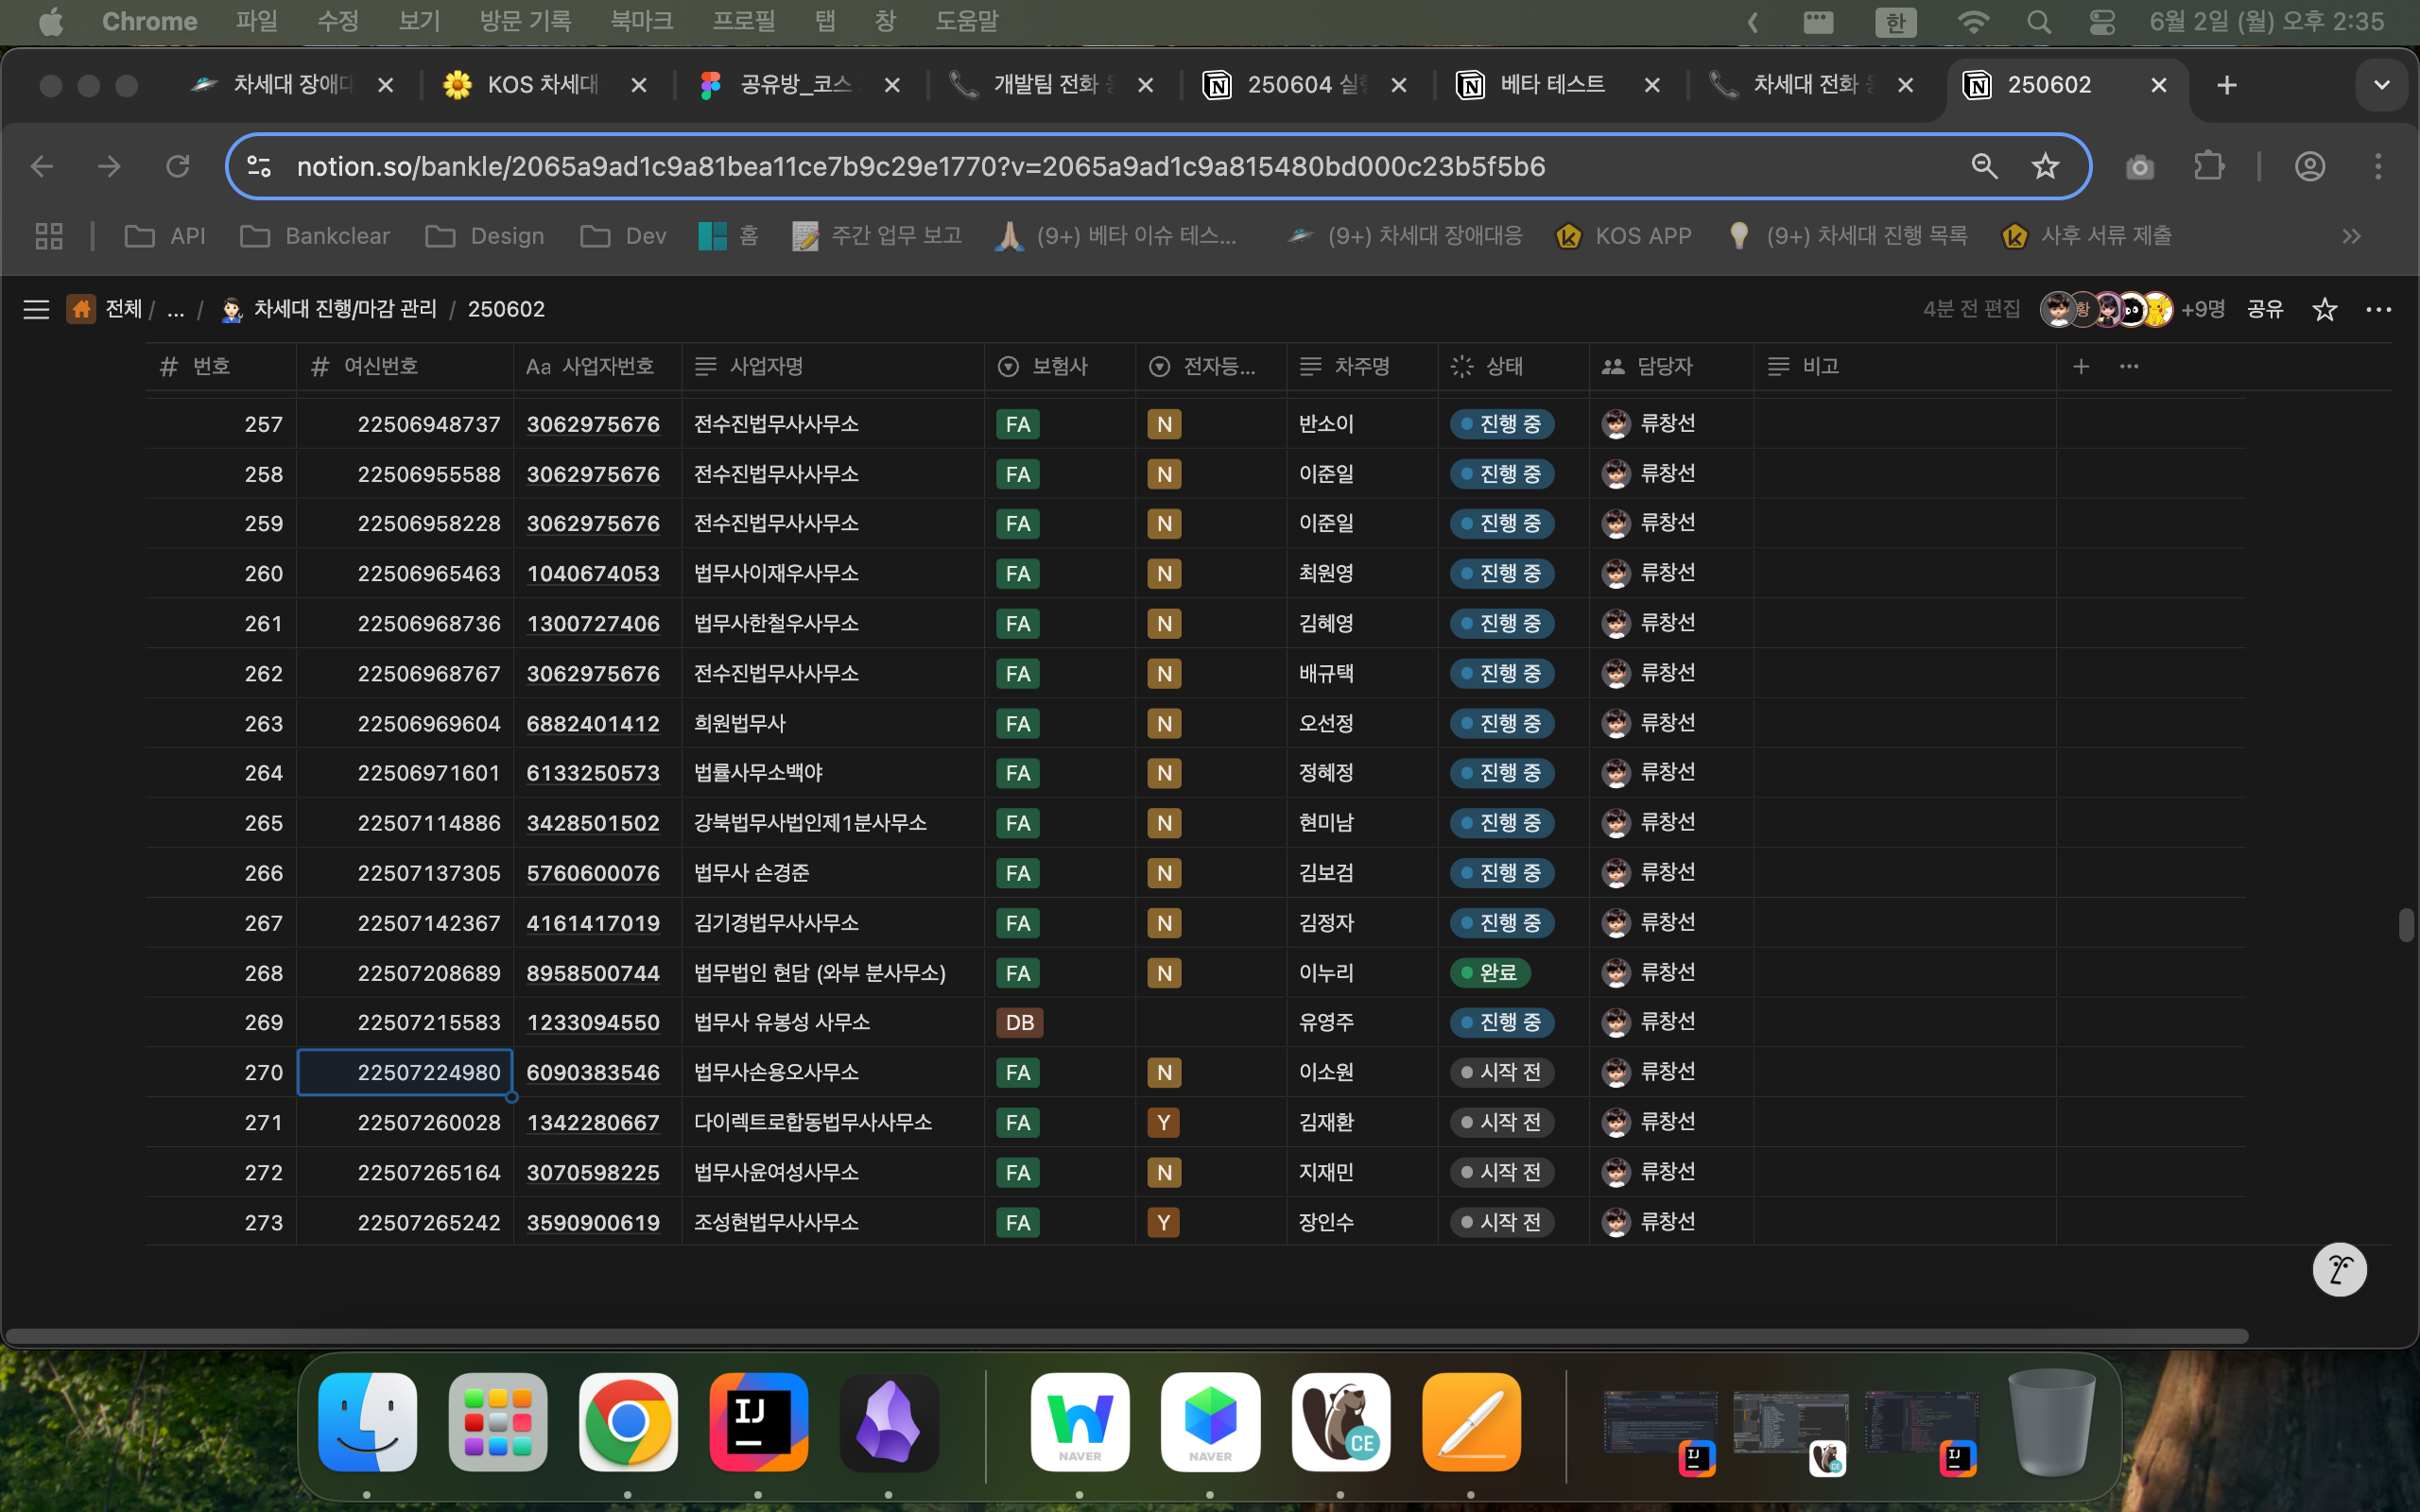 Chrome 파일 수정 보기 방문 기록 북마크 프로필 탭 창 도움말 한 6월 2일 (월) 오후 2:35
차세대 장애대 KOS 차세대 공유방_코스 개발팀 전화 250604 실 베타 테스트 차세대 전화 250602
notion.so/bankle/2065a9ad1c9a81bea11ce7b9c29e1770?v=2065a9ad1c9a815480bd000c23b5f5b6
API Bankclear Design Dev 홈 주간 업무 보고 (9+) 베타 이슈 테스... (9+) 차세대 장애대응 KOS APP (9+) 차세대 진행 목록 사후 서류 제출
전체 / ... / 차세대 진행/마감 관리 / 250602 4분 전 편집 황 +9명 공유
번호 여신번호 Aa 사업자번호 사업자명 보험사 전자등... 차주명 상태 담당자 비고
257 22506948737 3062975676 전수진법무사사무소 FA N 반소이 진행 중 류창선
258 22506955588 3062975676 전수진법무사사무소 FA N 이준일 진행 중 류창선
259 22506958228 3062975676 전수진법무사사무소 FA N 이준일 진행 중 류창선
260 22506965463 1040674053 법무사이재우사무소 FA N 최원영 진행 중 류창선
261 22506968736 1300727406 법무사한철우사무소 FA N 김혜영 진행 중 류창선
262 22506968767 3062975676 전수진법무사사무소 FA N 배규택 진행 중 류창선
263 22506969604 6882401412 희원법무사 FA N 오선정 진행 중 류창선
264 22506971601 6133250573 법률사무소백야 FA N 정혜정 진행 중 류창선
265 22507114886 3428501502 강북법무사법인제1분사무소 FA N 현미남 진행 중 류창선
266 22507137305 5760600076 법무사 손경준 FA N 김보검 진행 중 류창선
267 22507142367 4161417019 김기경법무사사무소 FA N 김정자 진행 중 류창선
268 22507208689 8958500744 법무법인 현담 (와부 분사무소) FA N 이누리 완료 류창선
269 22507215583 1233094550 법무사 유봉성 사무소 DB 유영주 진행 중 류창선
270 22507224980 6090383546 법무사손용오사무소 FA N 이소원 시작 전 류창선
271 22507260028 1342280667 다이렉트로합동법무사사무소 FA Y 김재환 시작 전 류창선
272 22507265164 3070598225 법무사윤여성사무소 FA N 지재민 시작 전 류창선
273 22507265242 3590900619 조성현법무사사무소 FA Y 장인수 시작 전 류창선
IJ NAVER NAVER CE IJ CE IJ